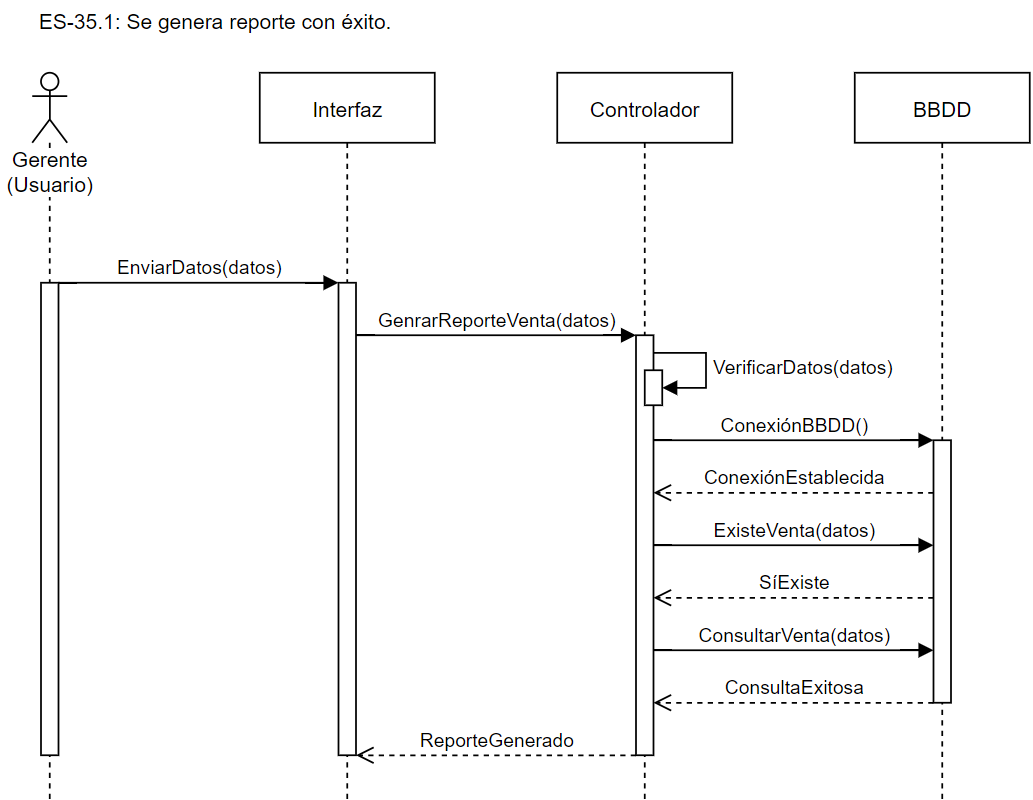 ES-35.1: Se genera reporte con éxito.
Gerente
(Usuario)
Interfaz
Controlador
BBDD
EnviarDatos(datos)
GenrarReporteVenta(datos)
VerificarDatos(datos)
ConexiónBBDD()
ConexiónEstablecida
ExisteVenta(datos)
SíExiste
ConsultarVenta(datos)
ConsultaExitosa
ReporteGenerado